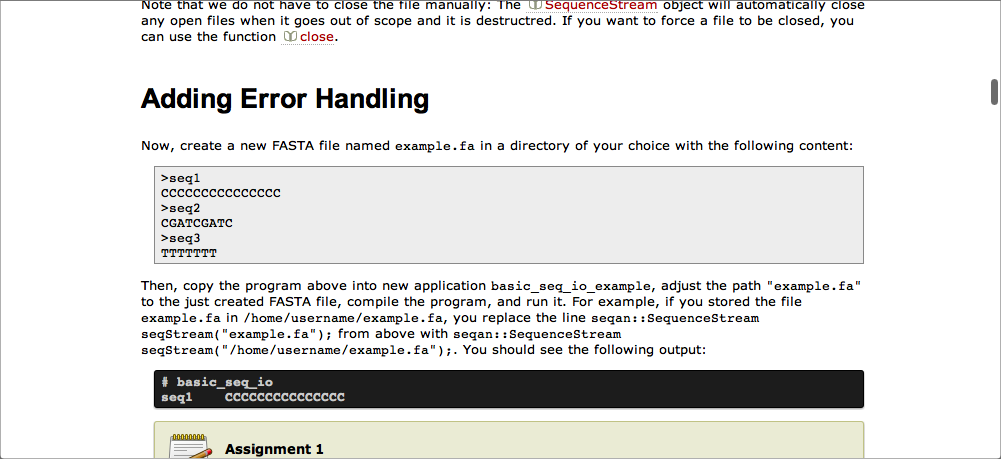 Note that we do not have to close the file manually: The SequenceStream object will automatically close
any open files when it goes out of scope and it is destructred. If you want to force a file to be closed, you
can use the function close.
Adding Error Handling
Now, create a new FASTA file named example.fa in a directory of your choice with the following content:
>seq1
CCCCCCCCCCCCCCC
>seq2
CGATCGATC
>seq3
TTTTTTT
Then, copy the program above into new application basic_seq_io_example, adjust the path "example.fa"
to the just created FASTA file, compile the program, and run it. For example, if you stored the file
example.fa in /home/username/example.fa, you replace the line seqan::SequenceStream
seqStream("example.fa"); from above with seqan::SequenceStream
seqStream("/home/username/example.fa");. You should see the following output:
# basic_seq_io
seq1    CCCCCCCCCCCCCCC
Assignment 1